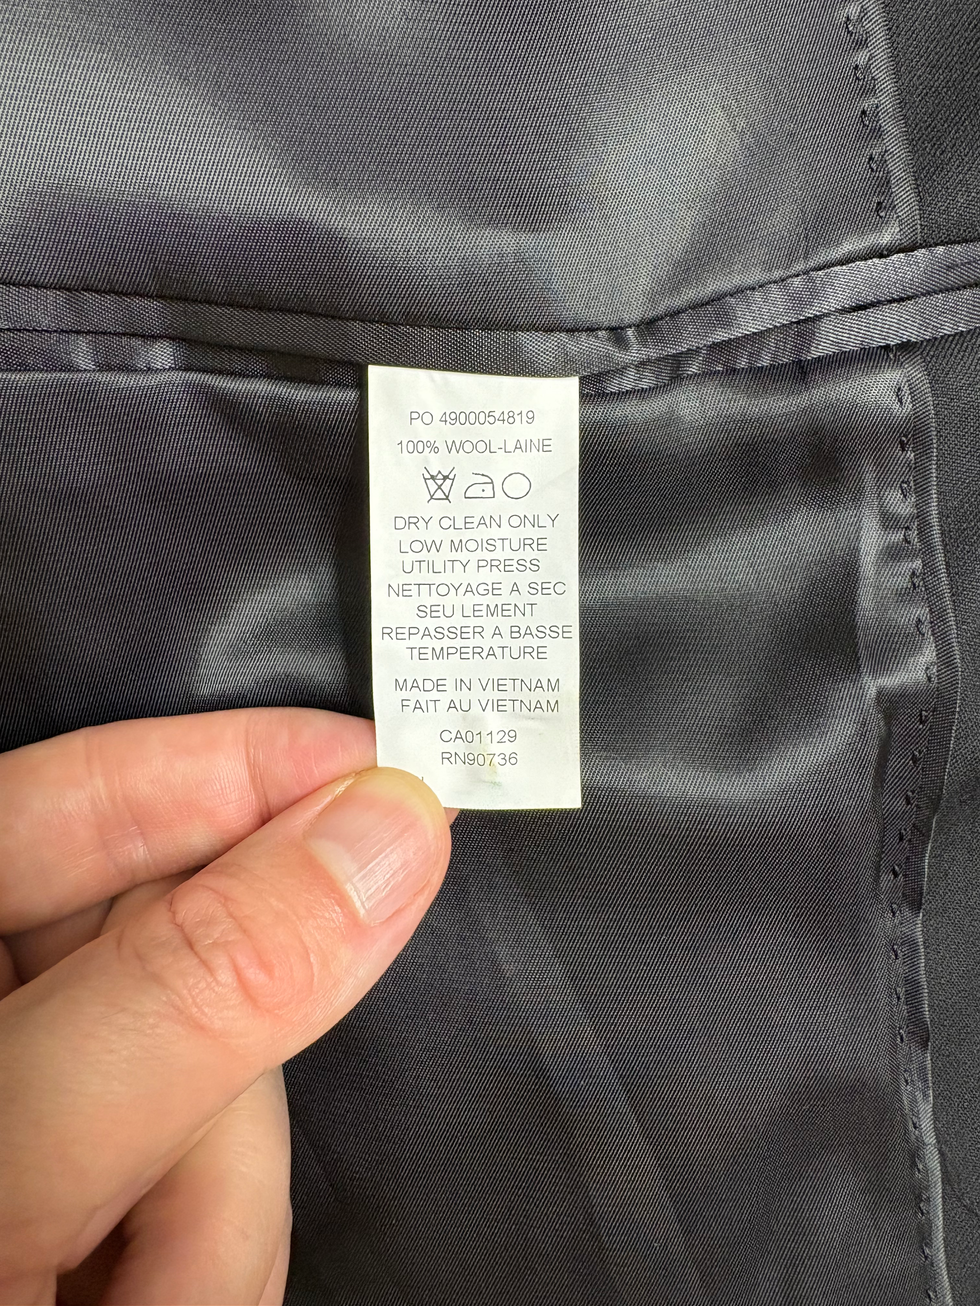 PO 4900054819
100% WOOL-LAINE
DRY CLEAN ONLY
LOW MOISTURE
UTILITY PRESS
NETTOYAGE A SEC
SEU LEMENT
REPASSER A BASSE
TEMPERATURE
MADE IN VIETNAM
FAIT AU VIETNAM
CA01129
RN90736